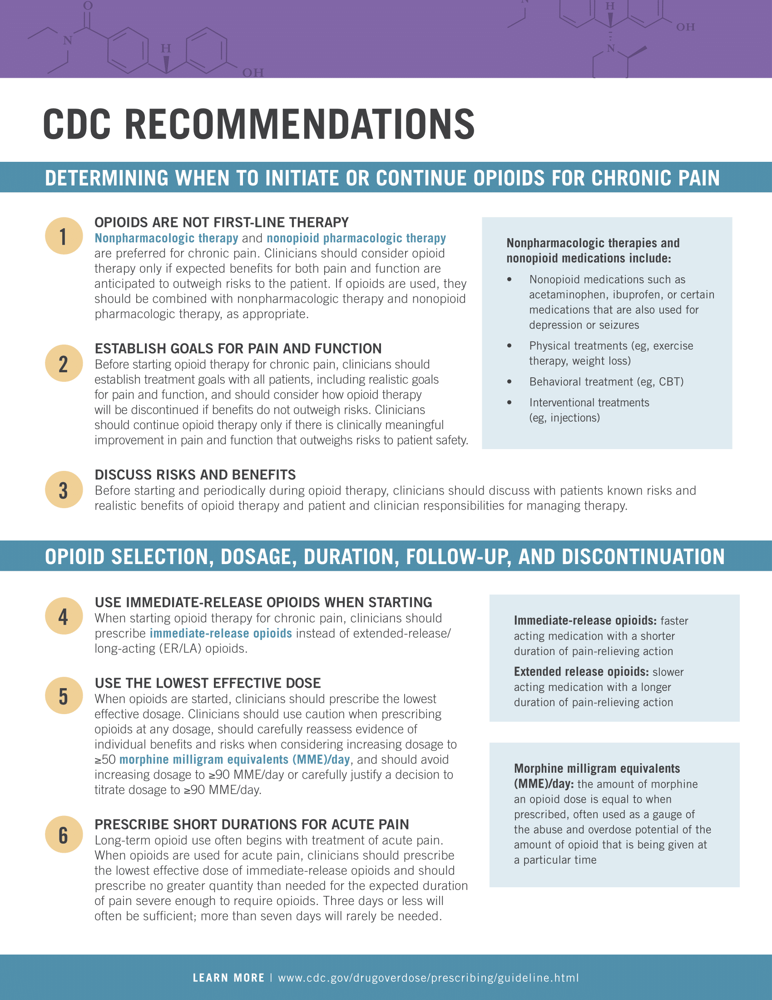 O
N
H
OH
N
H
OH
N
CDC RECOMMENDATIONS
DETERMINING WHEN TO INITIATE OR CONTINUE OPIOIDS FOR CHRONIC PAIN
1
OPIOIDS ARE NOT FIRST-LINE THERAPY
Nonpharmacologic therapy and nonopioid pharmacologic therapy
are preferred for chronic pain. Clinicians should consider opioid
therapy only if expected benefits for both pain and function are
anticipated to outweigh risks to the patient. If opioids are used, they
should be combined with nonpharmacologic therapy and nonopioid
pharmacologic therapy, as appropriate.
2
ESTABLISH GOALS FOR PAIN AND FUNCTION
Before starting opioid therapy for chronic pain, clinicians should
establish treatment goals with all patients, including realistic goals
for pain and function, and should consider how opioid therapy
will be discontinued if benefits do not outweigh risks. Clinicians
should continue opioid therapy only if there is clinically meaningful
improvement in pain and function that outweighs risks to patient safety.
Nonpharmacologic therapies and
nonopioid medications include:
• Nonopioid medications such as
acetaminophen, ibuprofen, or certain
medications that are also used for
depression or seizures
• Physical treatments (eg, exercise
therapy, weight loss)
• Behavioral treatment (eg, CBT)
• Interventional treatments
(eg, injections)
3
DISCUSS RISKS AND BENEFITS
Before starting and periodically during opioid therapy, clinicians should discuss with patients known risks and
realistic benefits of opioid therapy and patient and clinician responsibilities for managing therapy.
OPIOID SELECTION, DOSAGE, DURATION, FOLLOW-UP, AND DISCONTINUATION
4
USE IMMEDIATE-RELEASE OPIOIDS WHEN STARTING
When starting opioid therapy for chronic pain, clinicians should
prescribe immediate-release opioids instead of extended-release/
long-acting (ER/LA) opioids.
5
USE THE LOWEST EFFECTIVE DOSE
When opioids are started, clinicians should prescribe the lowest
effective dosage. Clinicians should use caution when prescribing
opioids at any dosage, should carefully reassess evidence of
individual benefits and risks when considering increasing dosage to
≥50 morphine milligram equivalents (MME)/day, and should avoid
increasing dosage to ≥90 MME/day or carefully justify a decision to
titrate dosage to ≥90 MME/day.
6
PRESCRIBE SHORT DURATIONS FOR ACUTE PAIN
Long-term opioid use often begins with treatment of acute pain.
When opioids are used for acute pain, clinicians should prescribe
the lowest effective dose of immediate-release opioids and should
prescribe no greater quantity than needed for the expected duration
of pain severe enough to require opioids. Three days or less will
often be sufficient; more than seven days will rarely be needed.
Immediate-release opioids: faster
acting medication with a shorter
duration of pain-relieving action
Extended release opioids: slower
acting medication with a longer
duration of pain-relieving action
Morphine milligram equivalents
(MME)/day: the amount of morphine
an opioid dose is equal to when
prescribed, often used as a gauge of
the abuse and overdose potential of the
amount of opioid that is being given at
a particular time
LEARN MORE | www.cdc.gov/drugoverdose/prescribing/guideline.html